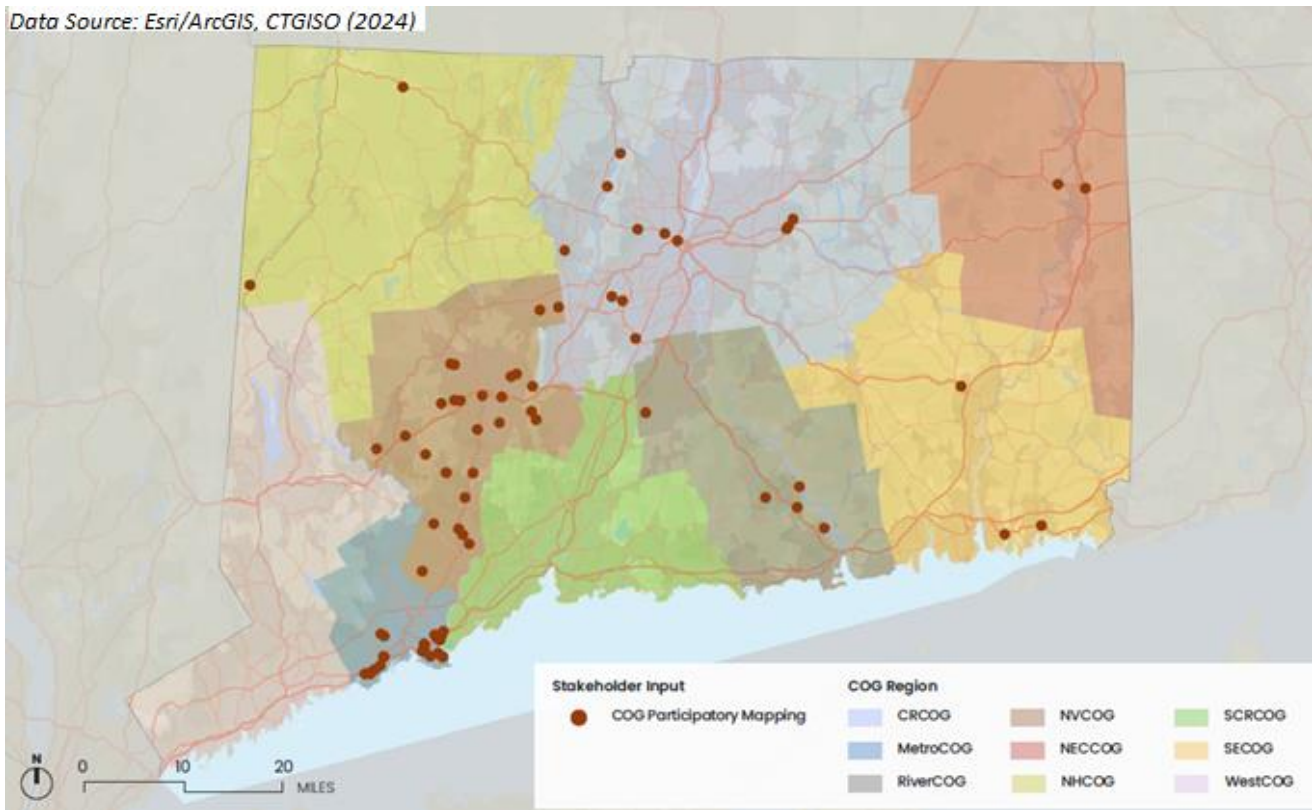 Data Source: Esri/ArcGIS, CTGISO (2024)
Stakeholder Input
COG Participatory Mapping
COG Region
CRCOG
NVCOG
SCRCOG
MetroCOG
NECCOG
SECOG
RiverCOG
NHCOG
WestCOG
N
0 10 20
MILES